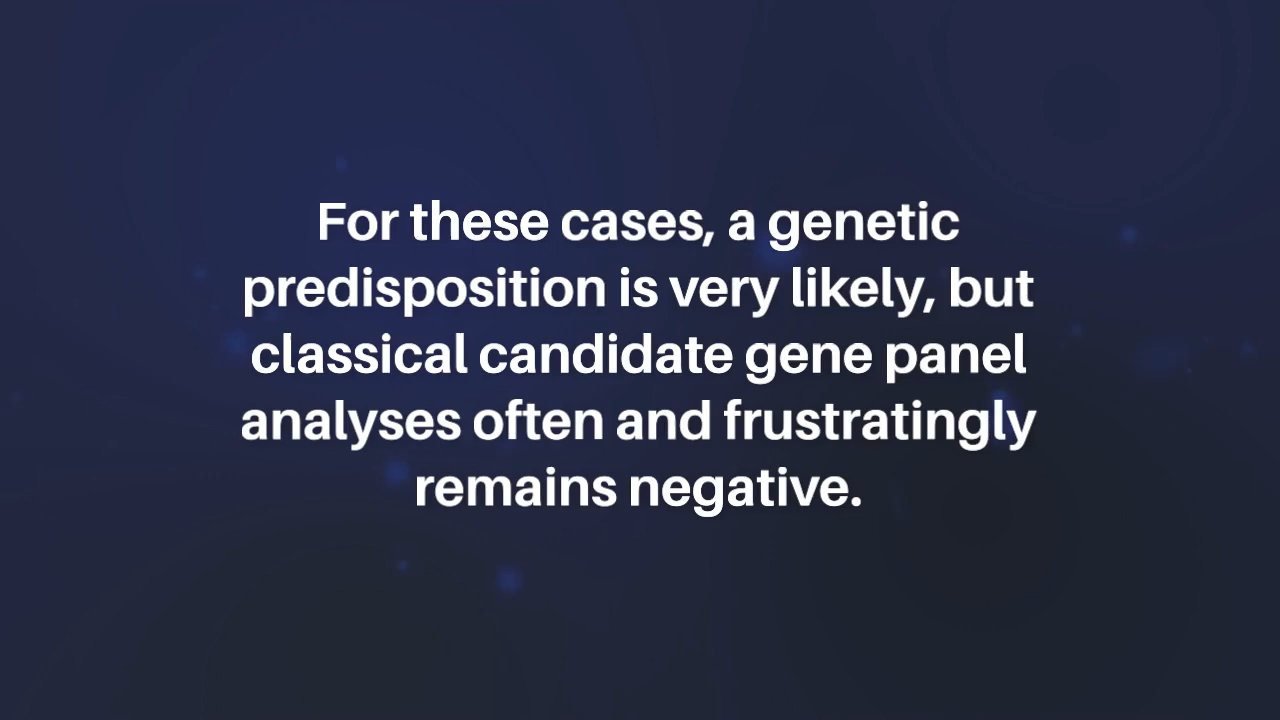 For these cases, a genetic
predisposition is very likely, but
classical candidate gene panel
analyses often and frustratingly
remains negative.